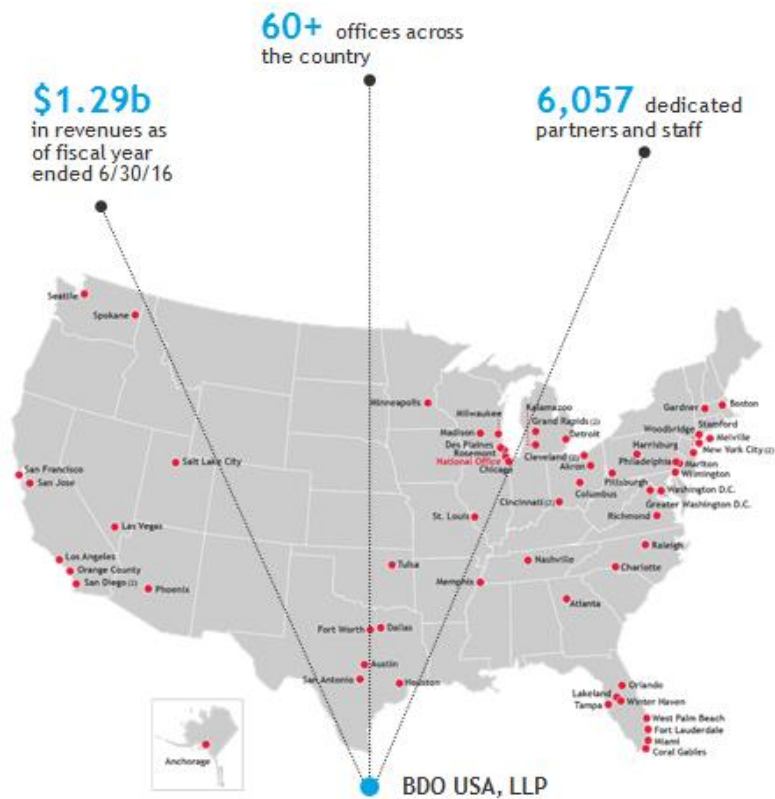 60+ offices across
the country
$1.29b
in revenues as
of fiscal year
ended 6/30/16
6,057 dedicated
partners and staff
Seattle
Spokane
Minneapolis
Milwaukee
Kalamazoo
Grand Rapids (2)
Detroit
Madison
Des Plaines
Rosemont
National Office
Chicago
Cleveland (2)
Akron
Gardner
Boston
Stamford
Woodbridge
Melville
New York City (2)
Harrisburg
Philadelphia
Marlton
Wilmington
Pittsburgh
Columbus
Washington D.C.
Greater Washington D.C.
Cincinnati (2)
Richmond
San Francisco
San Jose
Salt Lake City
St. Louis
Las Vegas
Raleigh
Los Angeles
Orange County
San Diego (2)
Phoenix
Tulsa
Nashville
Charlotte
Memphis
Atlanta
Fort Worth
Dallas
Austin
San Antonio
Houston
Orlando
Lakeland
Winter Haven
Tampa
West Palm Beach
Fort Lauderdale
Miami
Coral Gables
Anchorage
BDO USA, LLP